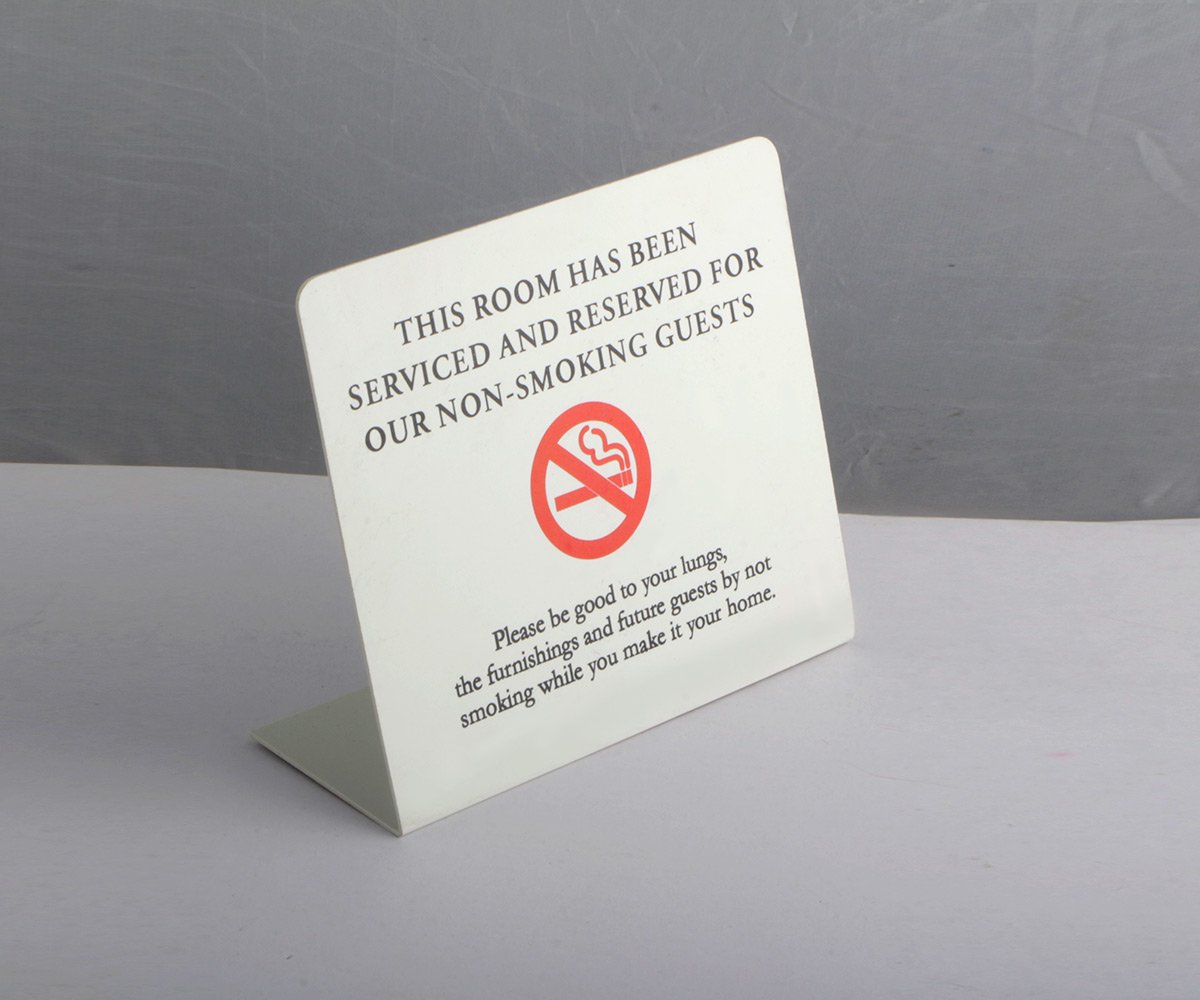 THIS ROOM HAS BEEN
SERVICED AND RESERVED FOR
OUR NON-SMOKING GUESTS
Please be good to your lungs,
the furnishings and future guests by not
smoking while you make it your home.